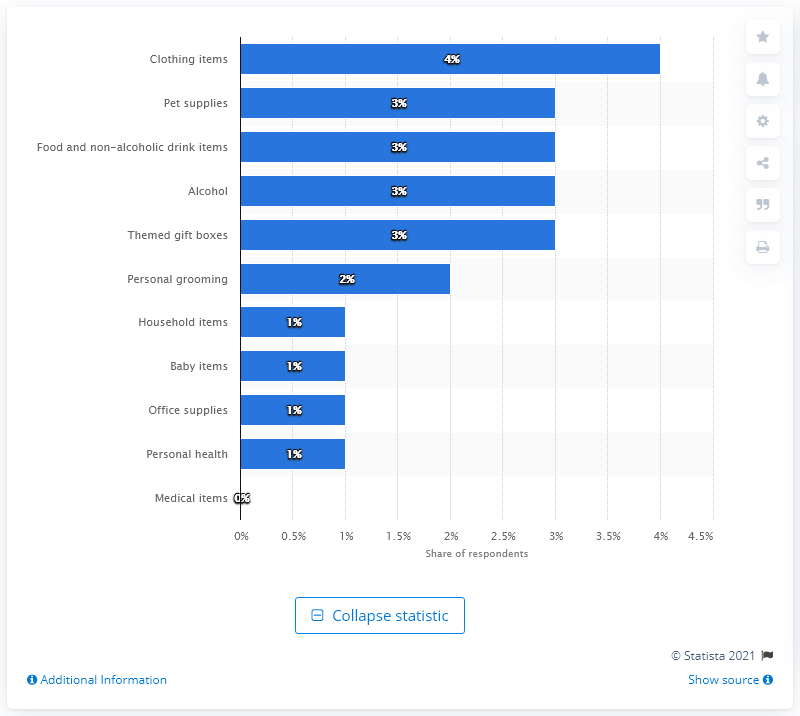 Clothing items 4%
Pet supplies 3%
Food and non-alcoholic drink items 3%
Alcohol 3%
Themed gift boxes 3%
Personal grooming 2%
Household items 1%
Baby items 1%
Office supplies 1%
Personal health 1%
Medical items 0%
0% 0.5% 1% 1.5% 2% 2.5% 3% 3.5% 4% 4.5%
Share of respondents
Collapse statistic
© Statista 2021
Additional Information Show source